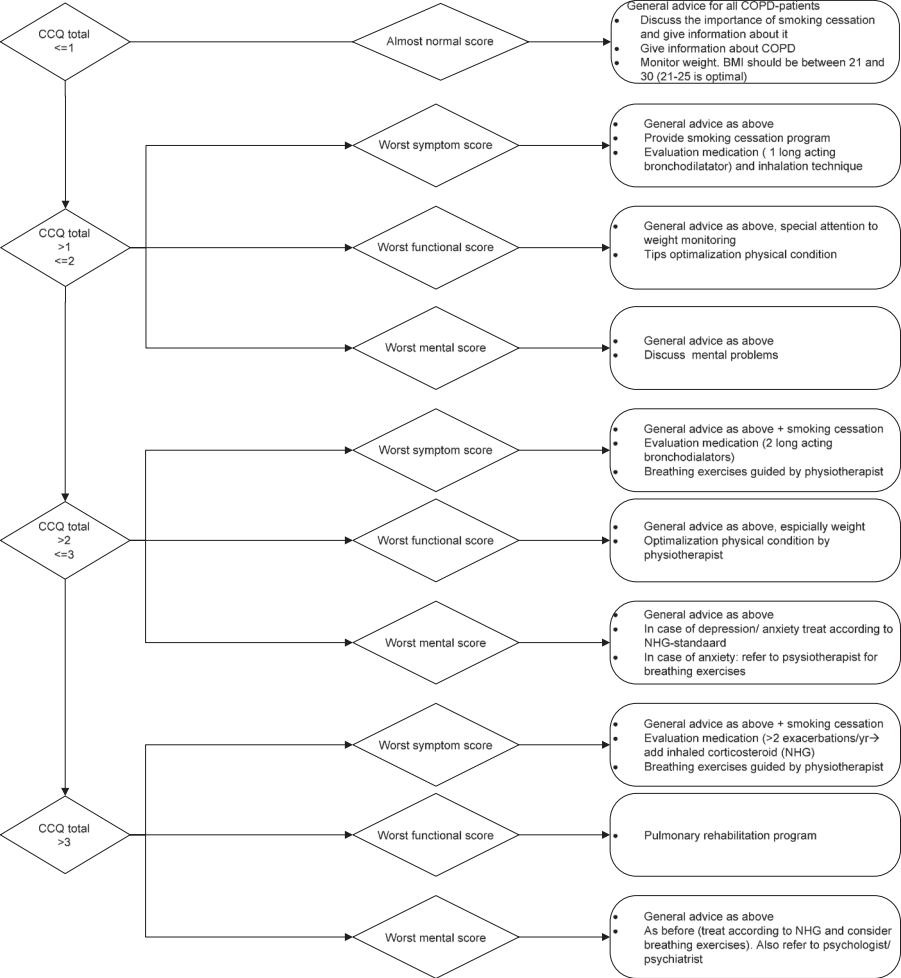 CCQ total
<=1
Almost normal score
General advice for all COPD-patients
• Discuss the importance of smoking cessation
and give information about it
• Give information about COPD
• Monitor weight. BMI should be between 21 and
30 (21-25 is optimal)
Worst symptom score
• General advice as above
• Provide smoking cessation program
• Evaluation medication ( 1 long acting
bronchodilatator) and inhalation technique
CCQ total
>1
<=2
Worst functional score
• General advice as above, special attention to
weight monitoring
• Tips optimalization physical condition
Worst mental score
• General advice as above
• Discuss mental problems
Worst symptom score
• General advice as above + smoking cessation
• Evaluation medication (2 long acting
bronchodialators)
• Breathing exercises guided by physiotherapist
CCQ total
>2
<=3
Worst functional score
• General advice as above, espicially weight
• Optimalization physical condition by
physiotherapist
Worst mental score
• General advice as above
• In case of depression/ anxiety treat according to
NHG-standaard
• In case of anxiety: refer to psysiotherapist for
breathing exercises
Worst symptom score
• General advice as above + smoking cessation
• Evaluation medication (>2 exacerbations/yr→
add inhaled corticosteroid (NHG)
• Breathing exercises guided by physiotherapist
CCQ total
>3
Worst functional score
• Pulmonary rehabilitation program
Worst mental score
• General advice as above
• As before (treat according to NHG and consider
breathing exercises). Also refer to psychologist/
psychiatrist